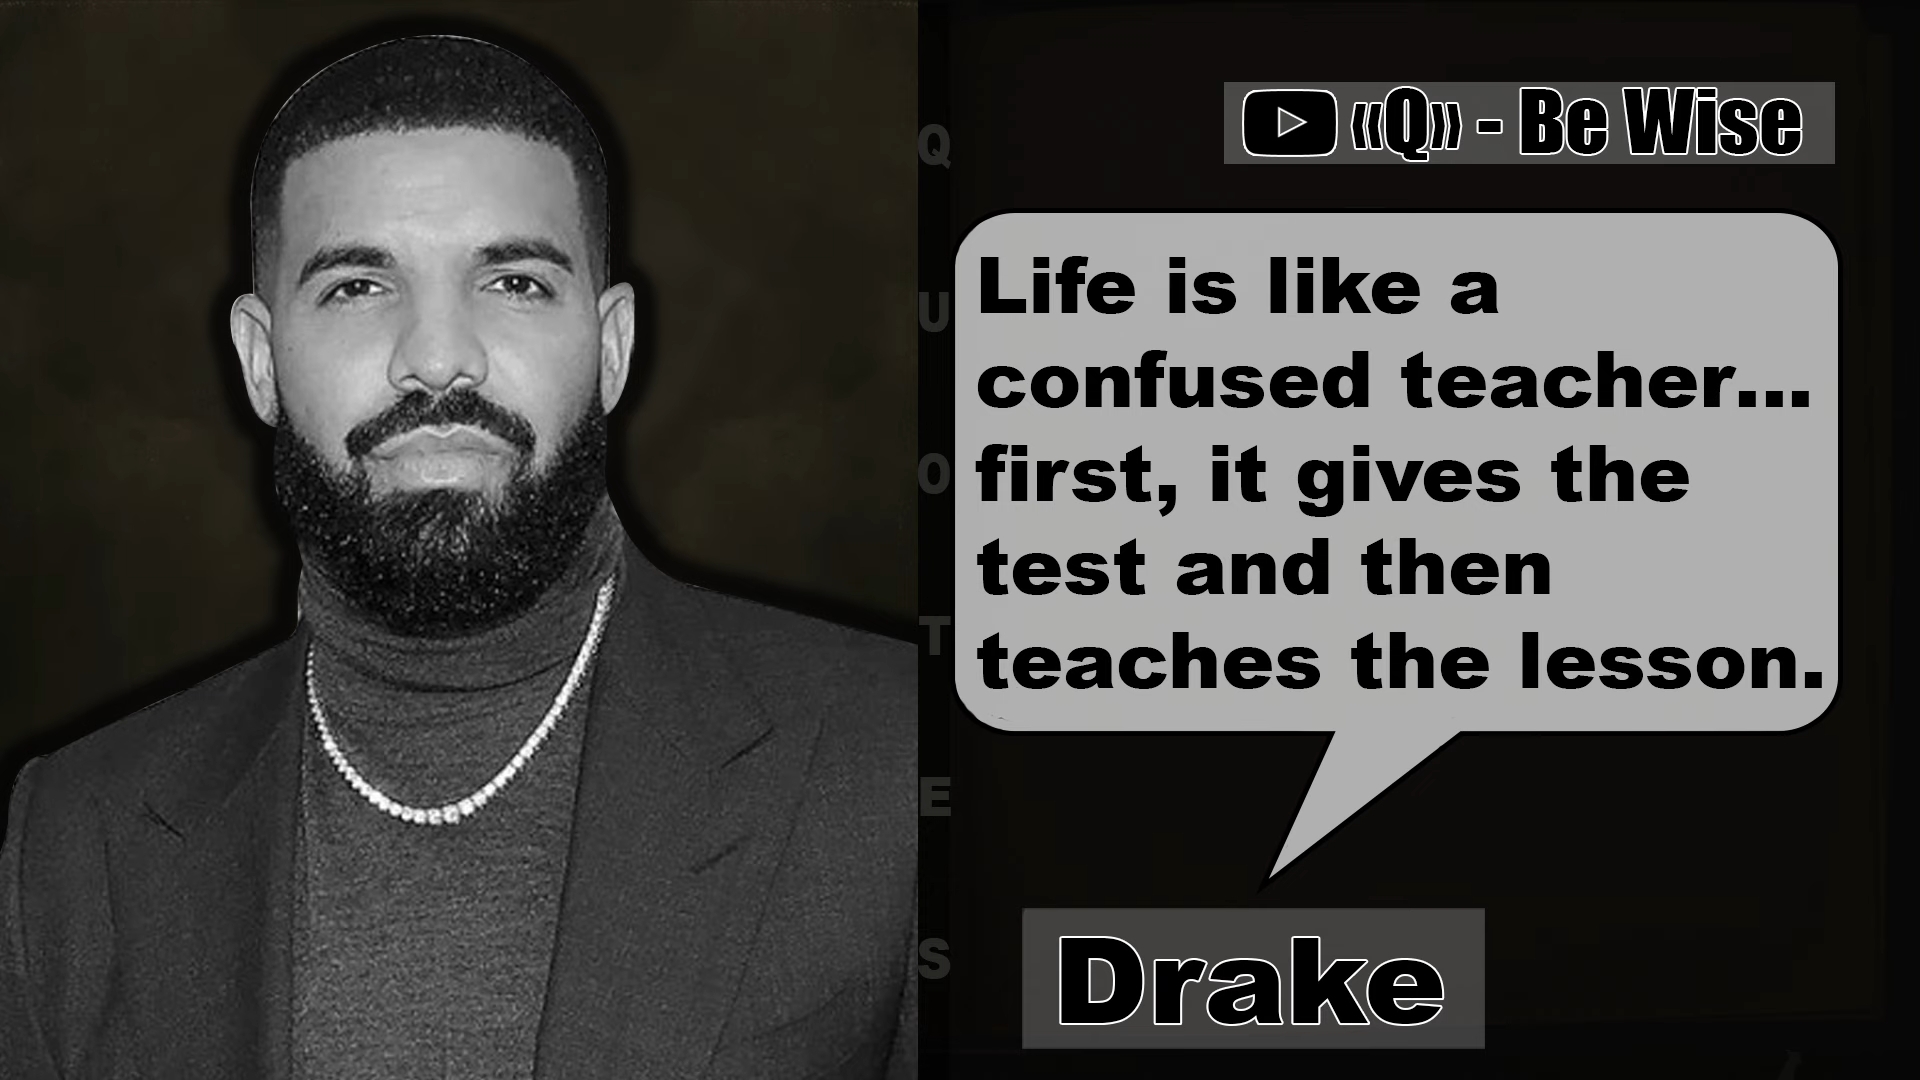 «Q» - Be Wise
Life is like a
confused teacher...
first, it gives the
test and then
teaches the lesson.
Drake
Q
U
O
T
E
S